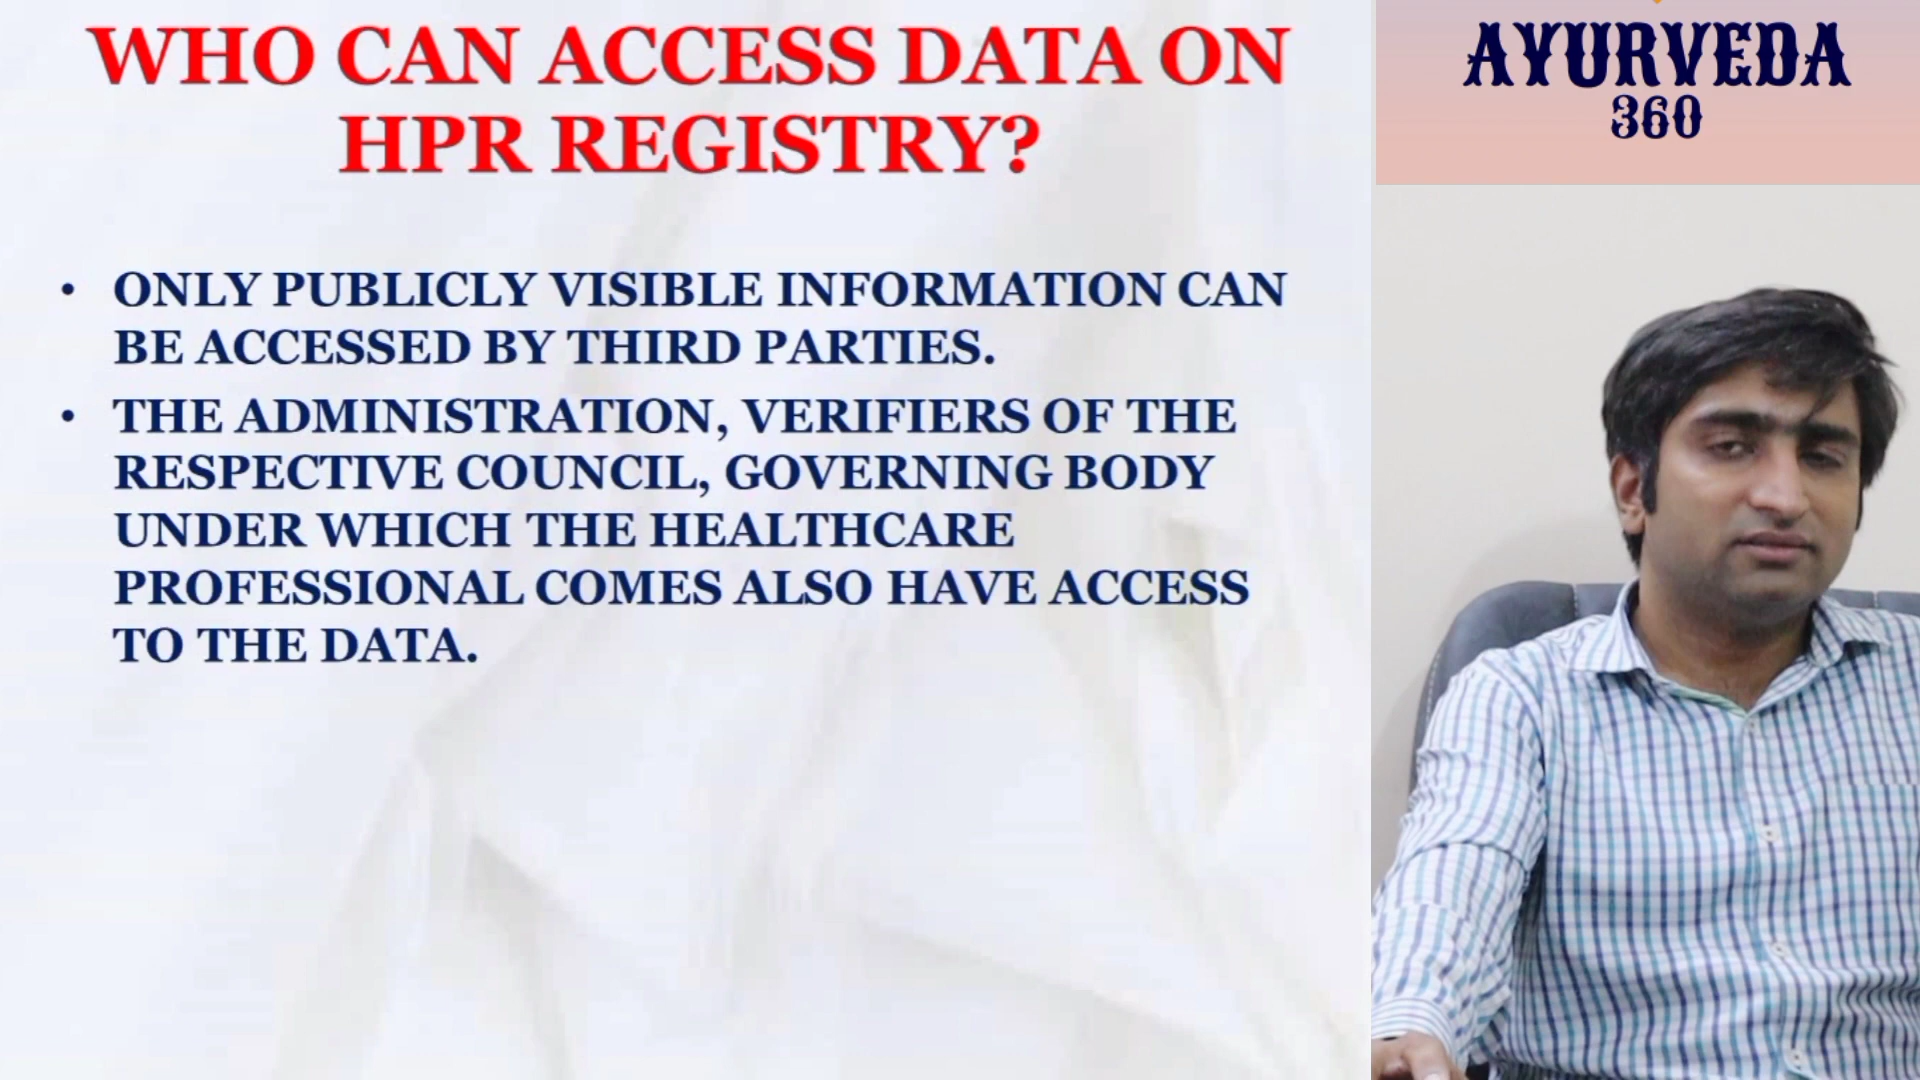 WHO CAN ACCESS DATA ON
HPR REGISTRY?
• ONLY PUBLICLY VISIBLE INFORMATION CAN
BE ACCESSED BY THIRD PARTIES.
• THE ADMINISTRATION, VERIFIERS OF THE
RESPECTIVE COUNCIL, GOVERNING BODY
UNDER WHICH THE HEALTHCARE
PROFESSIONAL COMES ALSO HAVE ACCESS
TO THE DATA.
AYURVEDA
360